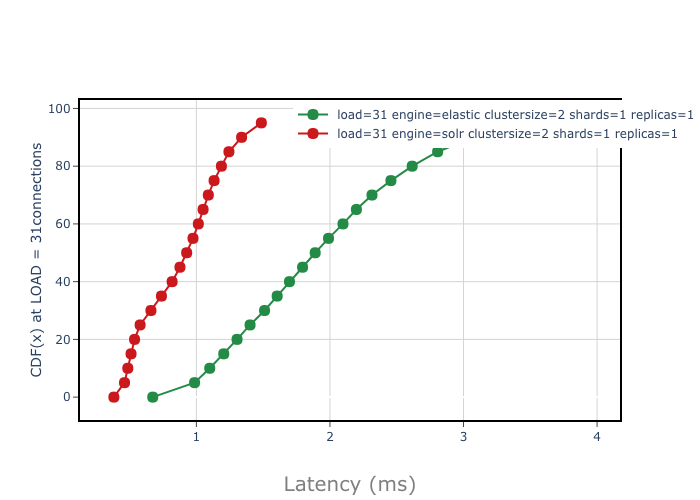 load=31 engine=elastic clustersize=2 shards=1 replicas=1
load=31 engine=solr clustersize=2 shards=1 replicas=1
CDF(x) at LOAD = 31connections
100
80
60
40
20
0
1 2 3 4
Latency (ms)